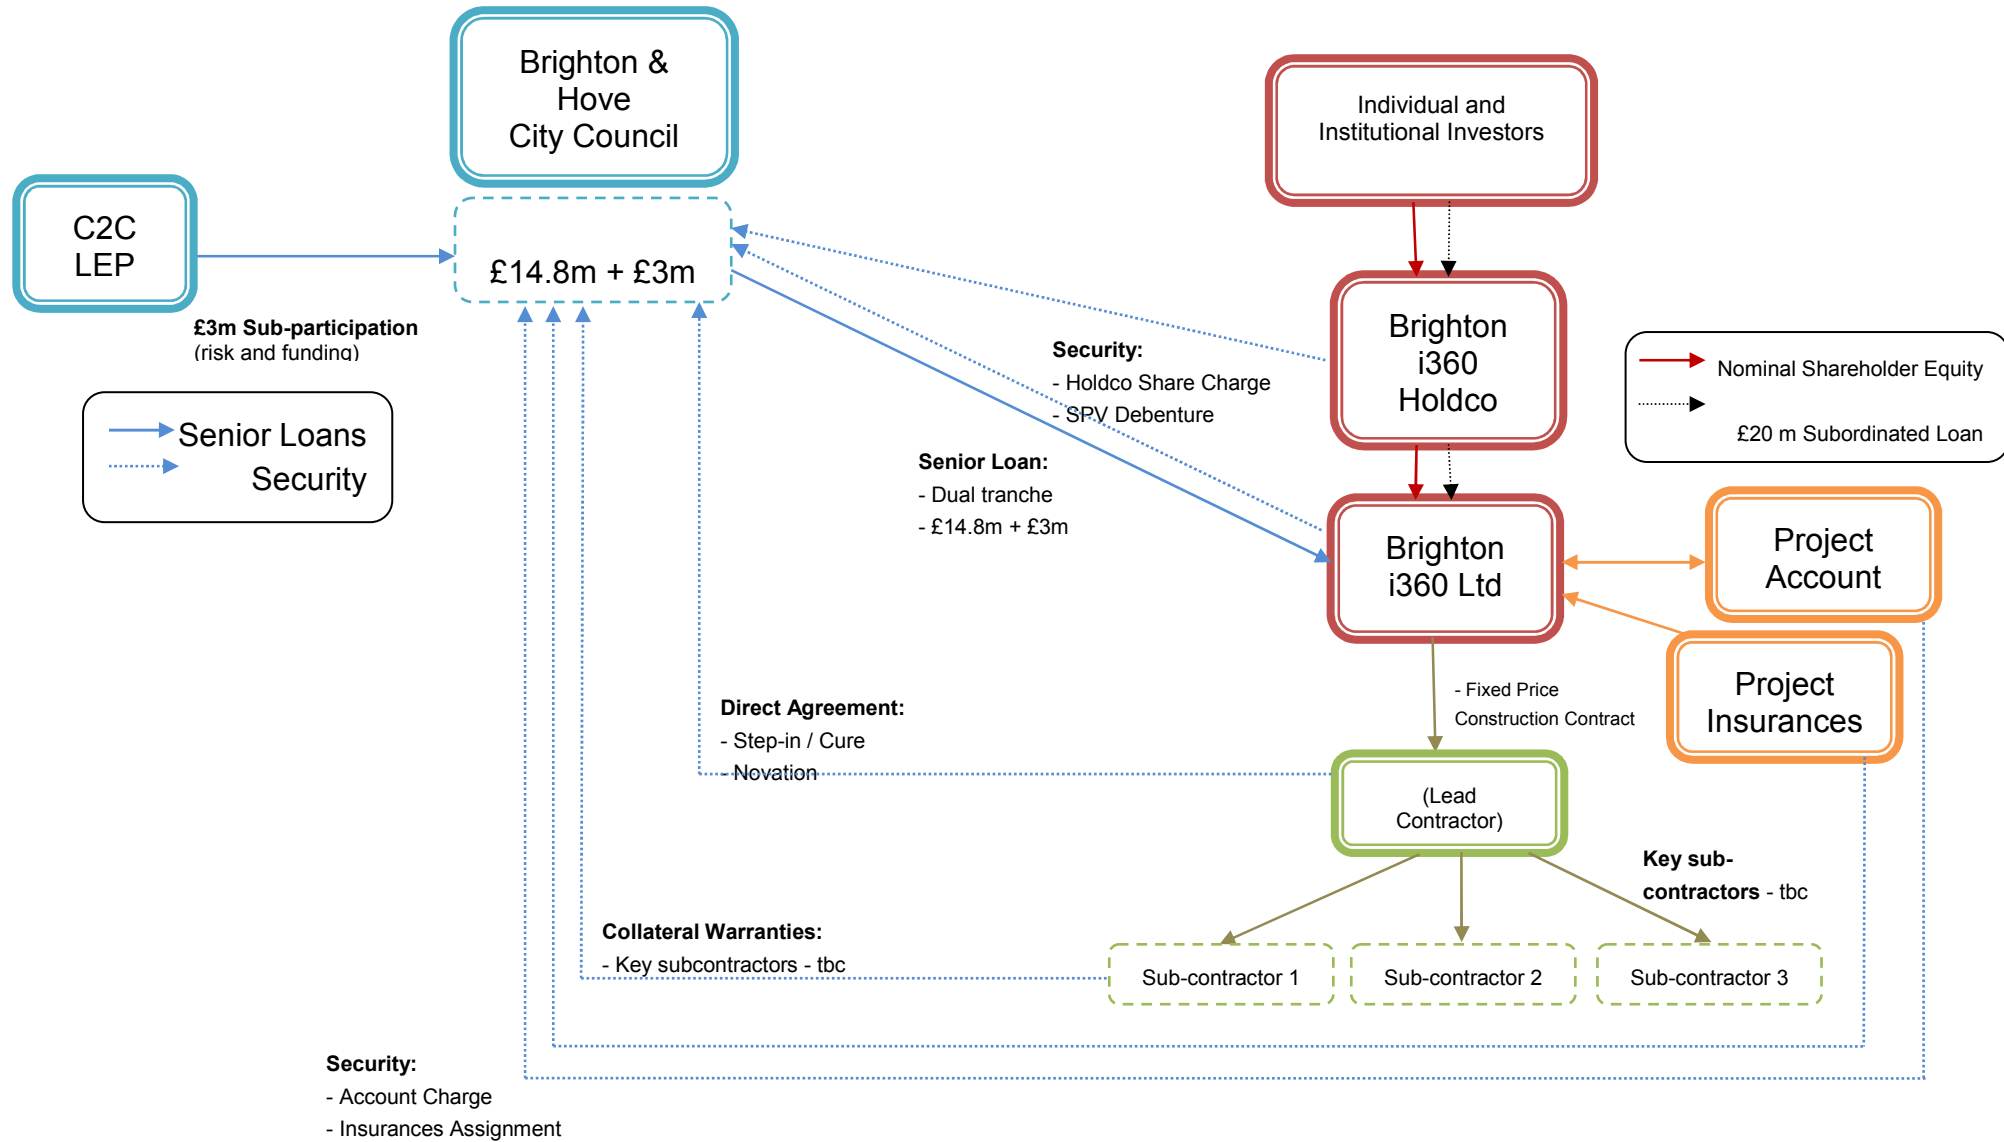 Brighton &
Hove
City Council
Individual and
Institutional Investors
C2C
LEP
£14.8m + £3m
£3m Sub-participation
(risk and funding)
Senior Loans
Security
Security:
- Holdco Share Charge
- SPV Debenture
Brighton
i360
Holdco
Nominal Shareholder Equity
£20 m Subordinated Loan
Senior Loan:
- Dual tranche
- £14.8m + £3m
Brighton
i360 Ltd
Project
Account
Project
Insurances
- Fixed Price
Construction Contract
Direct Agreement:
- Step-in / Cure
- Novation
(Lead
Contractor)
Key sub-
contractors - tbc
Collateral Warranties:
- Key subcontractors - tbc
Sub-contractor 1
Sub-contractor 2
Sub-contractor 3
Security:
- Account Charge
- Insurances Assignment